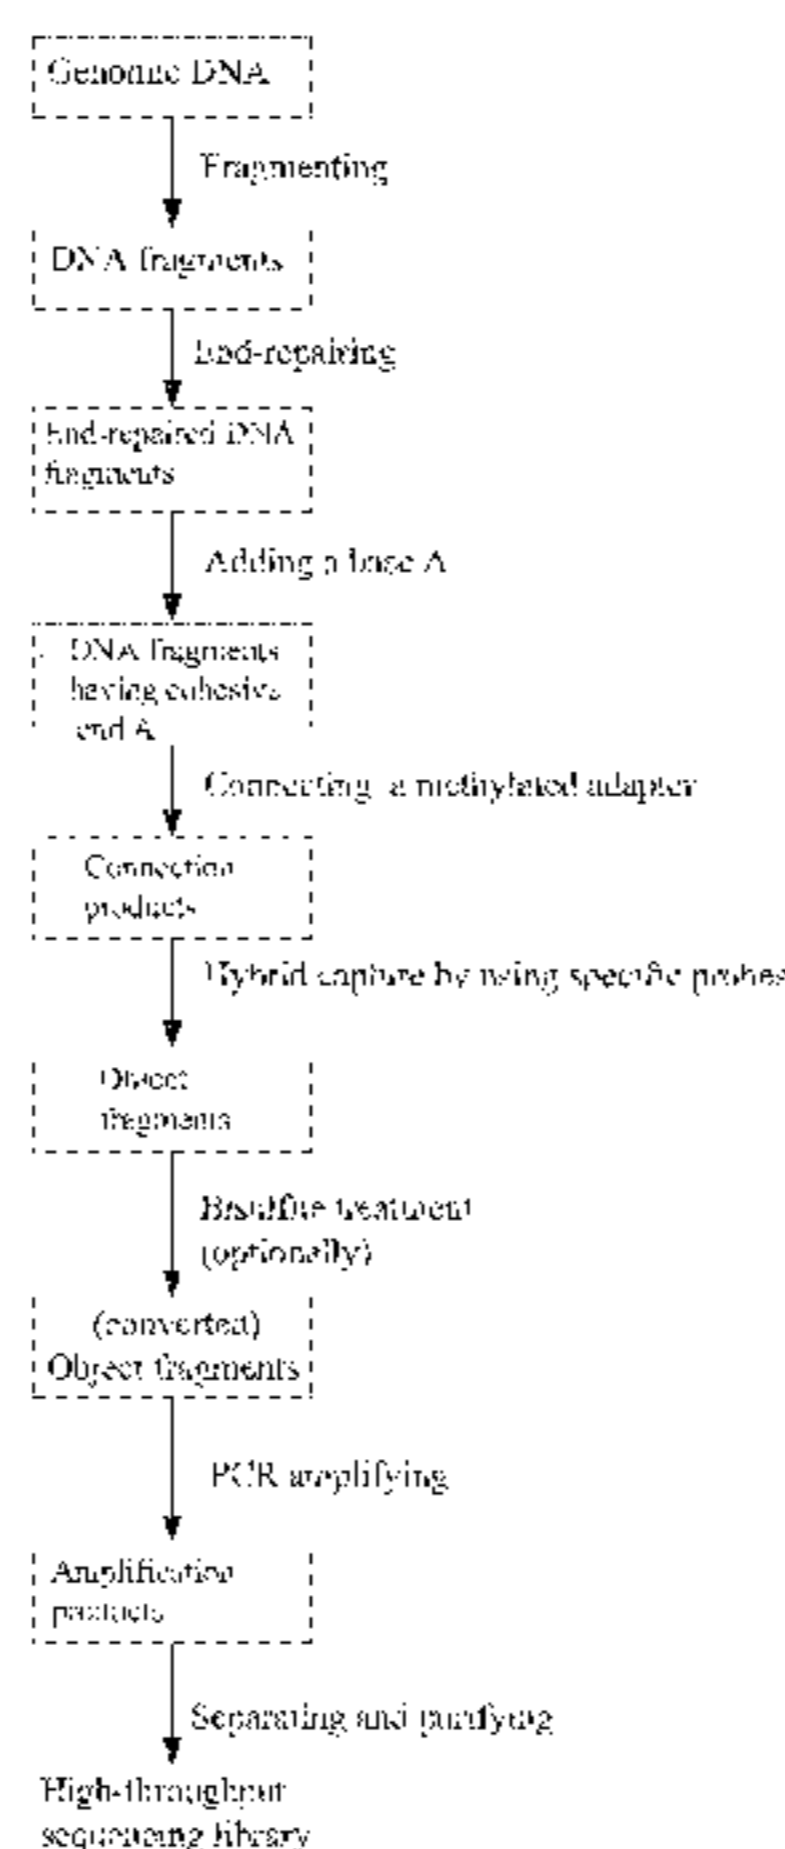 Genomic DNA
Fragmenting
DNA fragments
End-repairing
End-repaired DNA
fragments
Adding a base A
DNA fragments
having cohesive
end A
Connecting a methylated adapter
Connection
products
Hybrid capture by using specific probes
Object
fragments
Bisulfite treatment
(optionally)
(converted)
Object fragments
PCR amplifying
Amplification
products
Separating and purifying
High-throughput
sequencing library